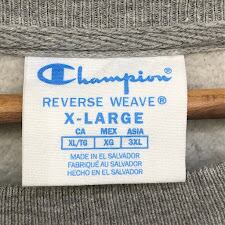 Champion
REVERSE WEAVE®
X-LARGE
CA MEX ASIA
XL/TG XG 3XL
MADE IN EL SALVADOR
FABRIQUÉ AU SALVADOR
HECHO EN EL SALVADOR